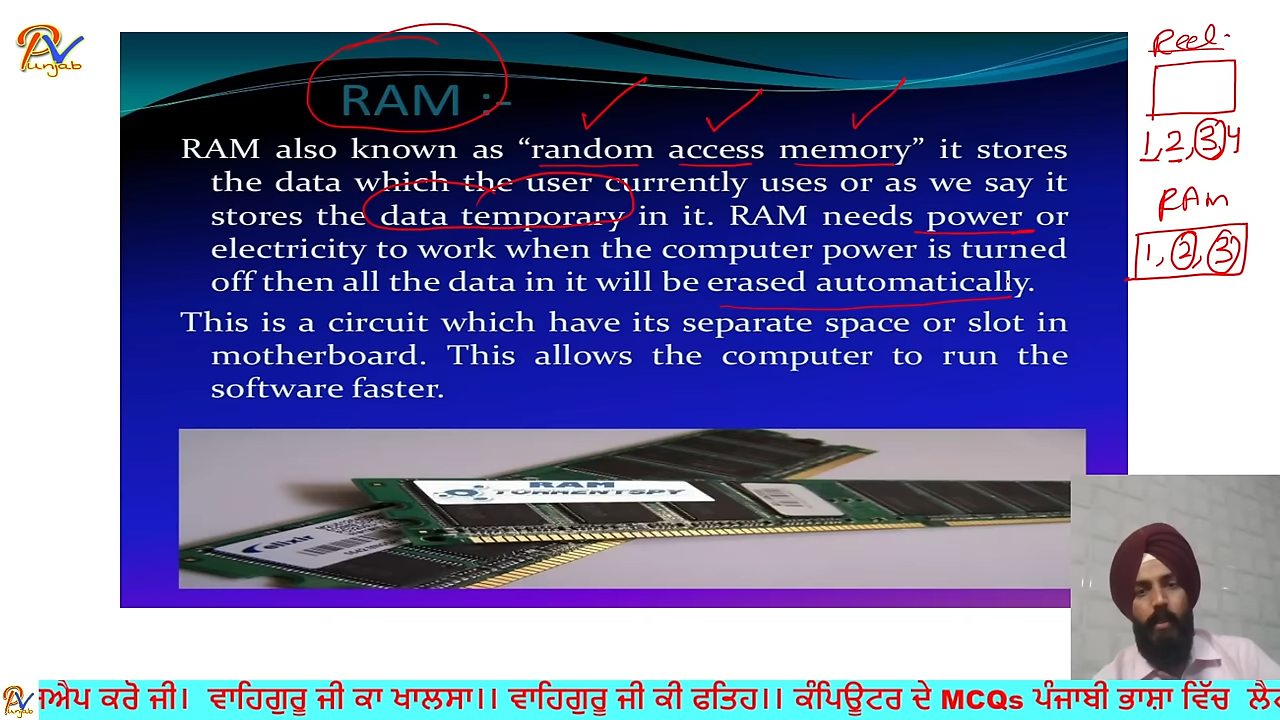 PV
unjab
RAM :-
RAM also known as “random access memory” it stores
the data which the user currently uses or as we say it
stores the data temporary in it. RAM needs power or
electricity to work when the computer power is turned
off then all the data in it will be erased automatically.
This is a circuit which have its separate space or slot in
motherboard. This allows the computer to run the
software faster.
RAM
TORRENTSPY
elixir
Reel.
1, 2, 3 4
RAM
1, 2, 3
ਐਪ ਕਰੋ ਜੀ। ਵਾਹਿਗੁਰੂ ਜੀ ਕਾ ਖਾਲਸਾ।। ਵਾਹਿਗੁਰੂ ਜੀ ਕੀ ਫਤਿਹ।। ਕੰਪਿਊਟਰ ਦੇ MCQs ਪੰਜਾਬੀ ਭਾਸ਼ਾ ਵਿੱਚ